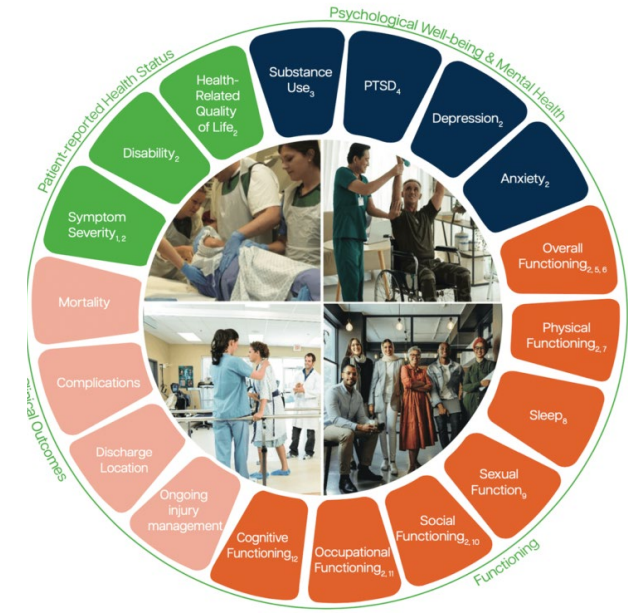 Psychological Well-being & Mental Health
Patient-reported Health Status
Health-
Related
Quality
of Life2
Substance
Use3
PTSD4
Depression2
Anxiety2
Disability2
Symptom
Severity1, 2
Overall
Functioning2, 5, 6
Mortality
Physical
Functioning2, 7
Complications
Sleep8
Discharge
Location
Sexual
Function9
Ongoing
injury
management
Cognitive
Functioning12
Occupational
Functioning2, 11
Social
Functioning2, 10
Outcomes
Functioning